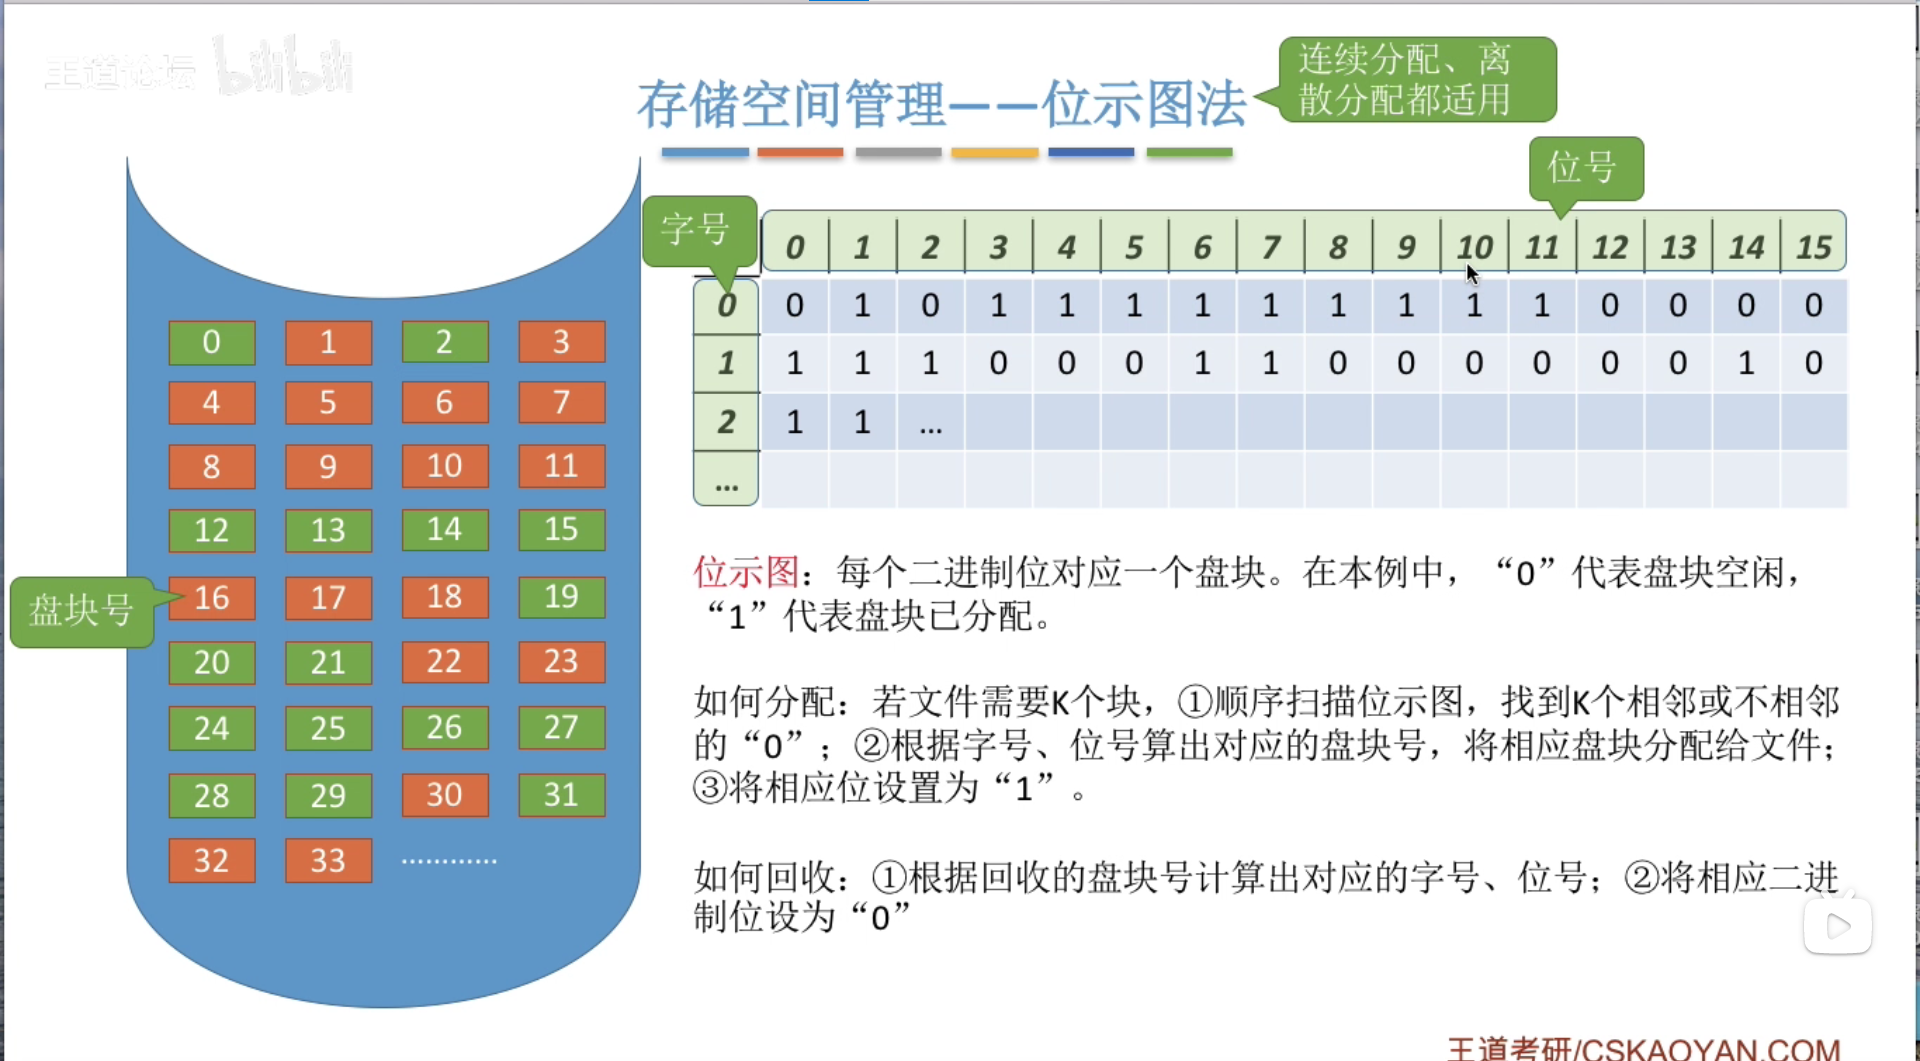 王道论坛 bilibili
连续分配、离
散分配都适用
存储空间管理——位示图法
位号
字号
0 1 2 3 4 5 6 7 8 9 10 11 12 13 14 15
0 0 1 0 1 1 1 1 1 1 1 1 1 0 0 0 0
1 1 1 1 0 0 0 1 1 0 0 0 0 0 0 1 0
2 1 1 …
…
0 1 2 3
4 5 6 7
8 9 10 11
12 13 14 15
盘块号
16 17 18 19
20 21 22 23
24 25 26 27
28 29 30 31
32 33 …………
位示图：每个二进制位对应一个盘块。在本例中，“0”代表盘块空闲，
“1”代表盘块已分配。
如何分配：若文件需要K个块，①顺序扫描位示图，找到K个相邻或不相邻
的“0”；②根据字号、位号算出对应的盘块号，将相应盘块分配给文件；
③将相应位设置为“1”。
如何回收：①根据回收的盘块号计算出对应的字号、位号；②将相应二进
制位设为“0”
王道考研/CSKAOYAN.COM